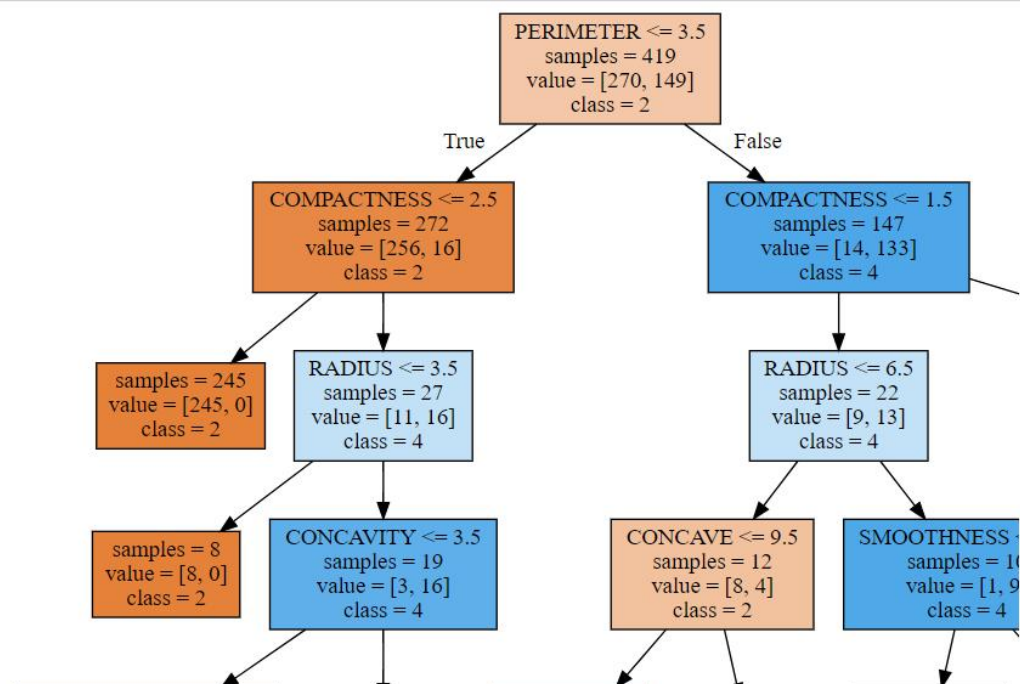 PERIMETER <= 3.5
samples = 419
value = [270, 149]
class = 2
True
False
COMPACTNESS <= 2.5
samples = 272
value = [256, 16]
class = 2
COMPACTNESS <= 1.5
samples = 147
value = [14, 133]
class = 4
samples = 245
value = [245, 0]
class = 2
RADIUS <= 3.5
samples = 27
value = [11, 16]
class = 4
RADIUS <= 6.5
samples = 22
value = [9, 13]
class = 4
samples = 8
value = [8, 0]
class = 2
CONCAVITY <= 3.5
samples = 19
value = [3, 16]
class = 4
CONCAVE <= 9.5
samples = 12
value = [8, 4]
class = 2
SMOOTHNESS <
samples = 10
value = [1, 9
class = 4